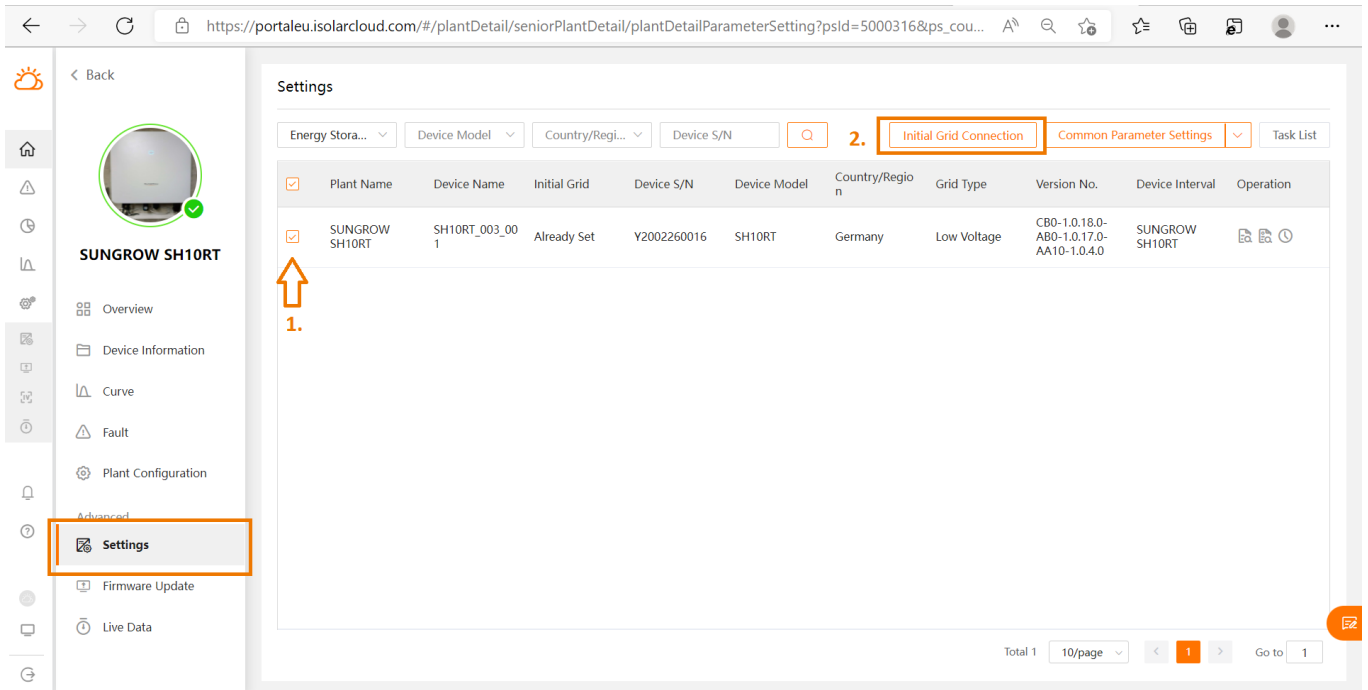 https://portaleu.isolarcloud.com/#/plantDetail/seniorPlantDetail/plantDetailParameterSetting?psId=5000316&ps_cou...
Back
SUNGROW SH10RT
Overview
Device Information
Curve
Fault
Plant Configuration
Advanced
Settings
Firmware Update
Live Data
Settings
Energy Stora... Device Model Country/Regi... Device S/N 2. Initial Grid Connection Common Parameter Settings Task List
Plant Name Device Name Initial Grid Device S/N Device Model Country/Regio
n Grid Type Version No. Device Interval Operation
SUNGROW
SH10RT
SH10RT_003_00
1
Already Set
Y2002260016
SH10RT
Germany
Low Voltage
CB0-1.0.18.0-
AB0-1.0.17.0-
AA10-1.0.4.0
SUNGROW
SH10RT
1.
Total 1 10/page 1 Go to 1